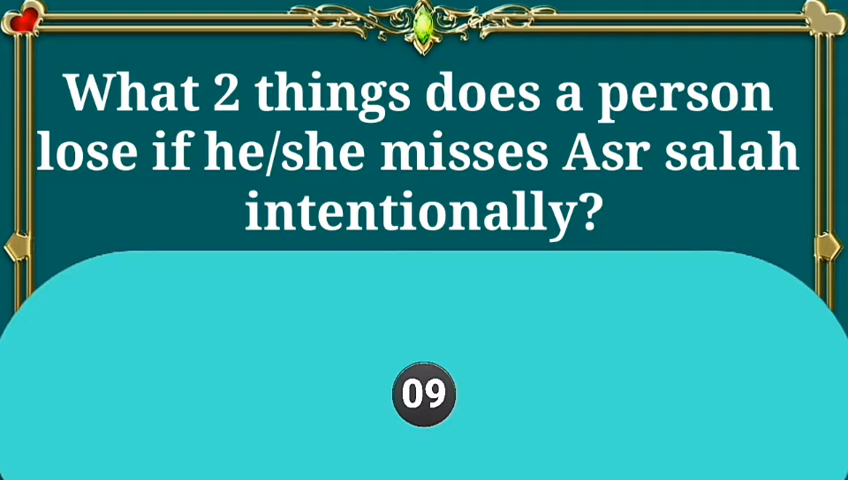 What 2 things does a person
lose if he/she misses Asr salah
intentionally?
09